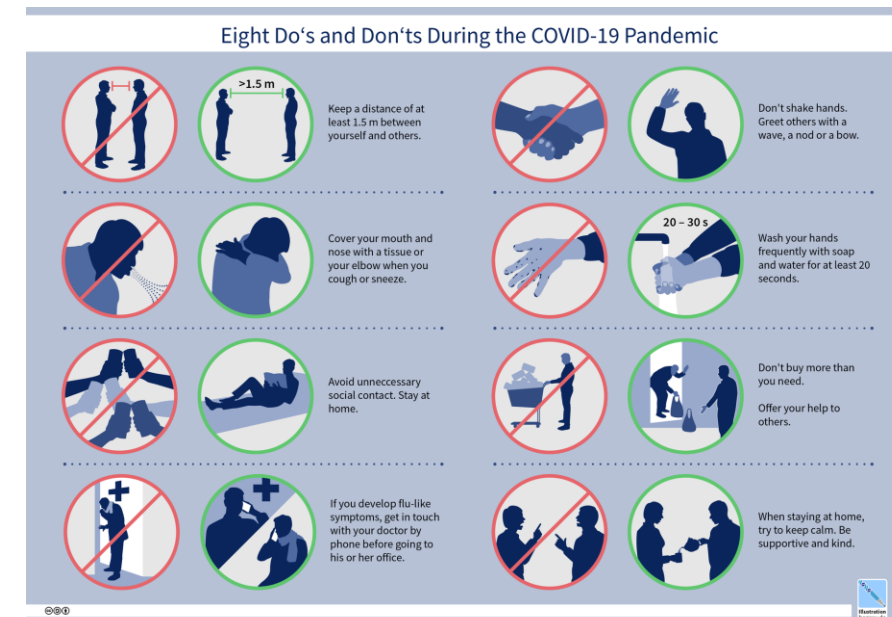 Eight Do‘s and Don‘ts During the COVID-19 Pandemic
>1.5 m
Keep a distance of at
least 1.5 m between
yourself and others.
Don't shake hands.
Greet others with a
wave, a nod or a bow.
Cover your mouth and
nose with a tissue or
your elbow when you
cough or sneeze.
20 – 30 s
Wash your hands
frequently with soap
and water for at least 20
seconds.
Avoid unneccessary
social contact. Stay at
home.
Don't buy more than
you need.
Offer your help to
others.
If you develop flu-like
symptoms, get in touch
with your doctor by
phone before going to
his or her office.
When staying at home,
try to keep calm. Be
supportive and kind.
Illustration